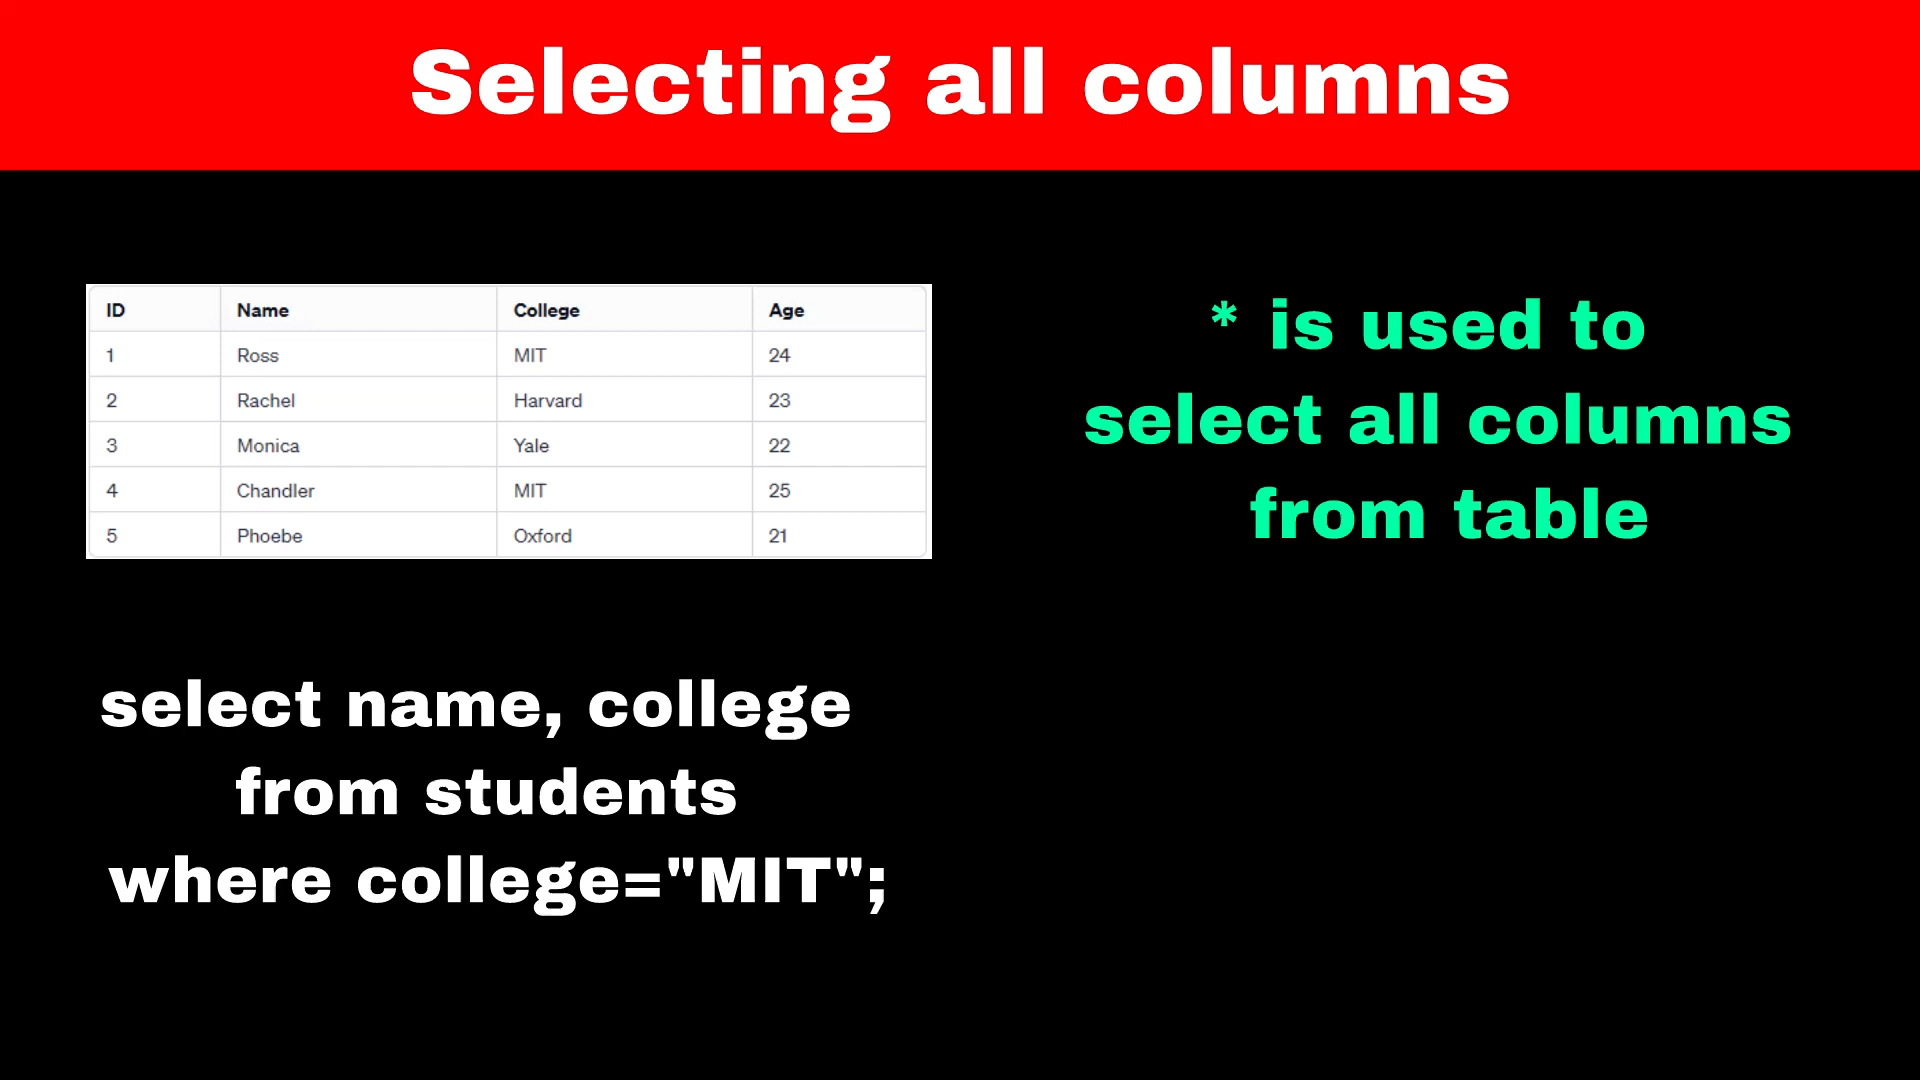 Selecting all columns
ID Name College Age
1 Ross MIT 24
2 Rachel Harvard 23
3 Monica Yale 22
4 Chandler MIT 25
5 Phoebe Oxford 21
* is used to
select all columns
from table
select name, college
from students
where college="MIT";